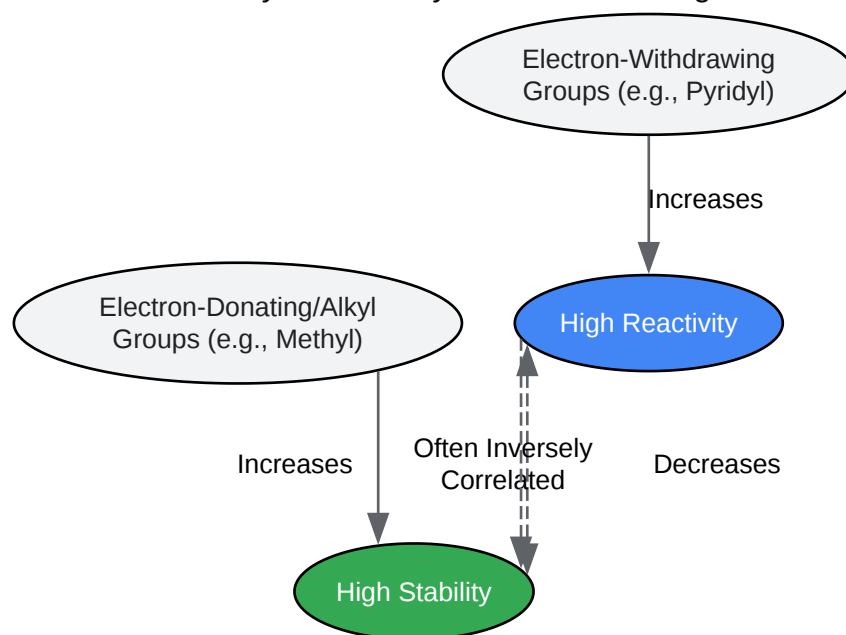 Electron-Withdrawing
Groups (e.g., Pyridyl)
Increases
Electron-Donating/Alkyl
Groups (e.g., Methyl)
High Reactivity
Increases
Often Inversely
Correlated
Decreases
High Stability